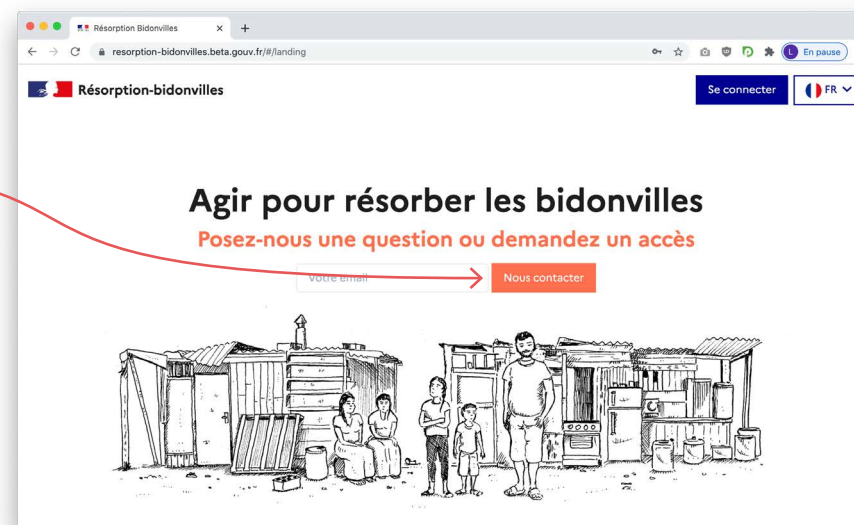 Résorption Bidonvilles
resorption-bidonvilles.beta.gouv.fr/#/landing
L En pause
Résorption-bidonvilles
Se connecter
FR
Agir pour résorber les bidonvilles
Posez-nous une question ou demandez un accès
Votre email
Nous contacter